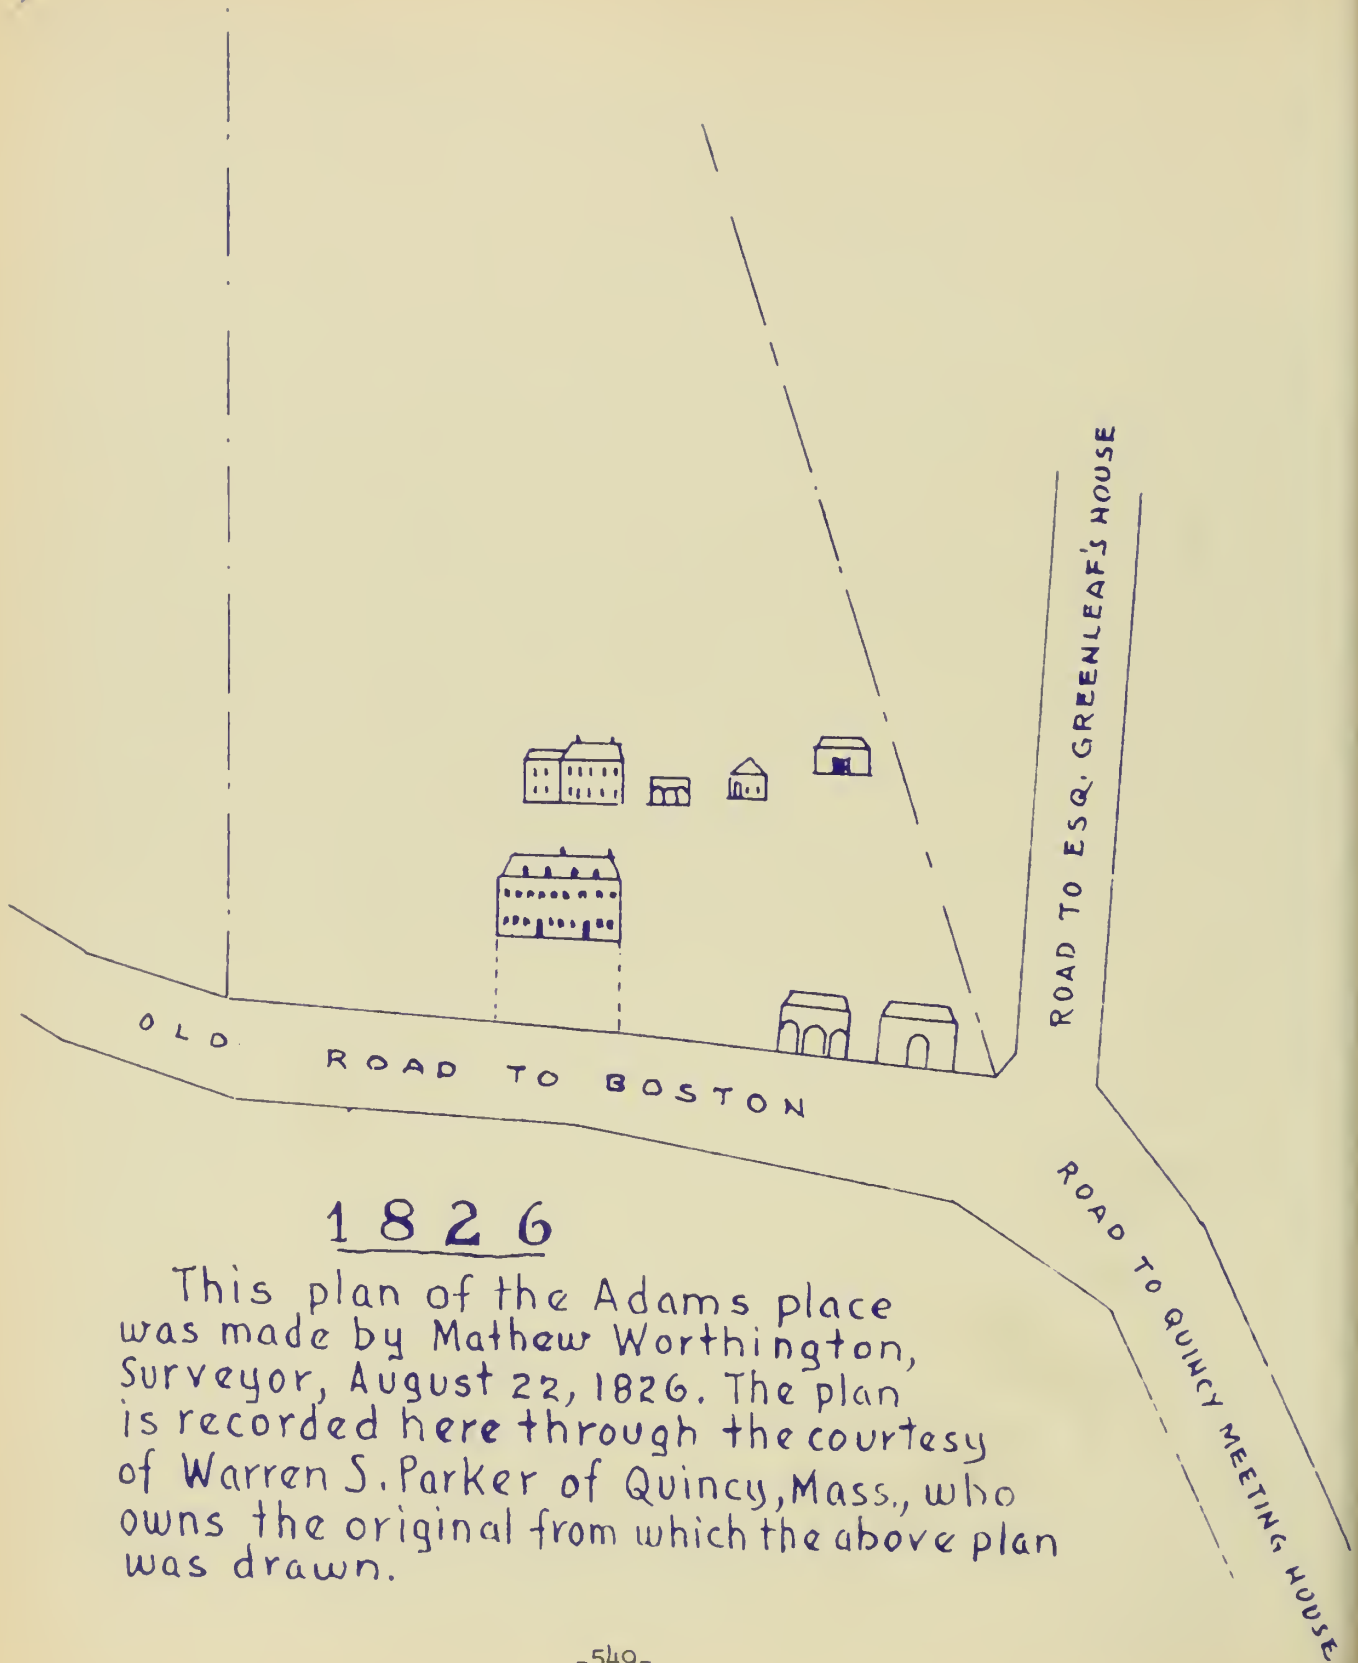 ROAD TO ESQ. GREENLEAF'S HOUSE
OLD ROAD TO BOSTON
ROAD TO QUINCY MEETING HOUSE
1826
This plan of the Adams place
was made by Mathew Worthington,
Surveyor, August 22, 1826. The plan
is recorded here through the courtesy
of Warren S. Parker of Quincy, Mass., who
owns the original from which the above plan
was drawn.
-549-